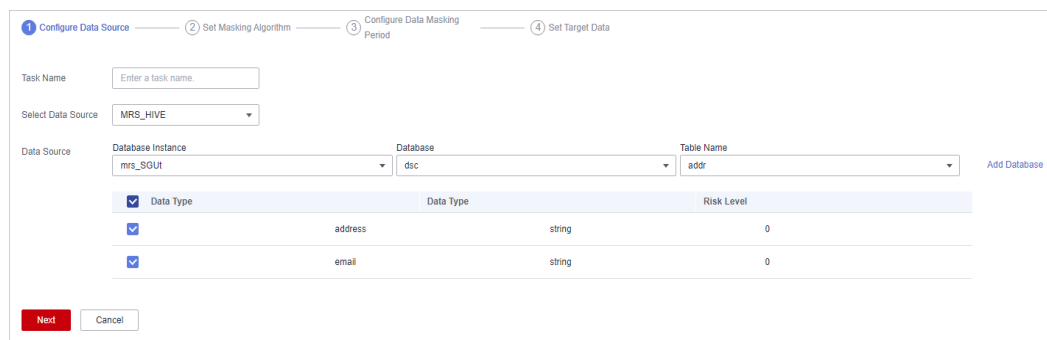 1 Configure Data Source 2 Set Masking Algorithm 3 Configure Data Masking Period 4 Set Target Data
Task Name Enter a task name.
Select Data Source MRS_HIVE
Data Source
Database Instance Database Table Name
mrs_SGUt dsc addr Add Database
Data Type Data Type Risk Level
address string 0
email string 0
Next Cancel